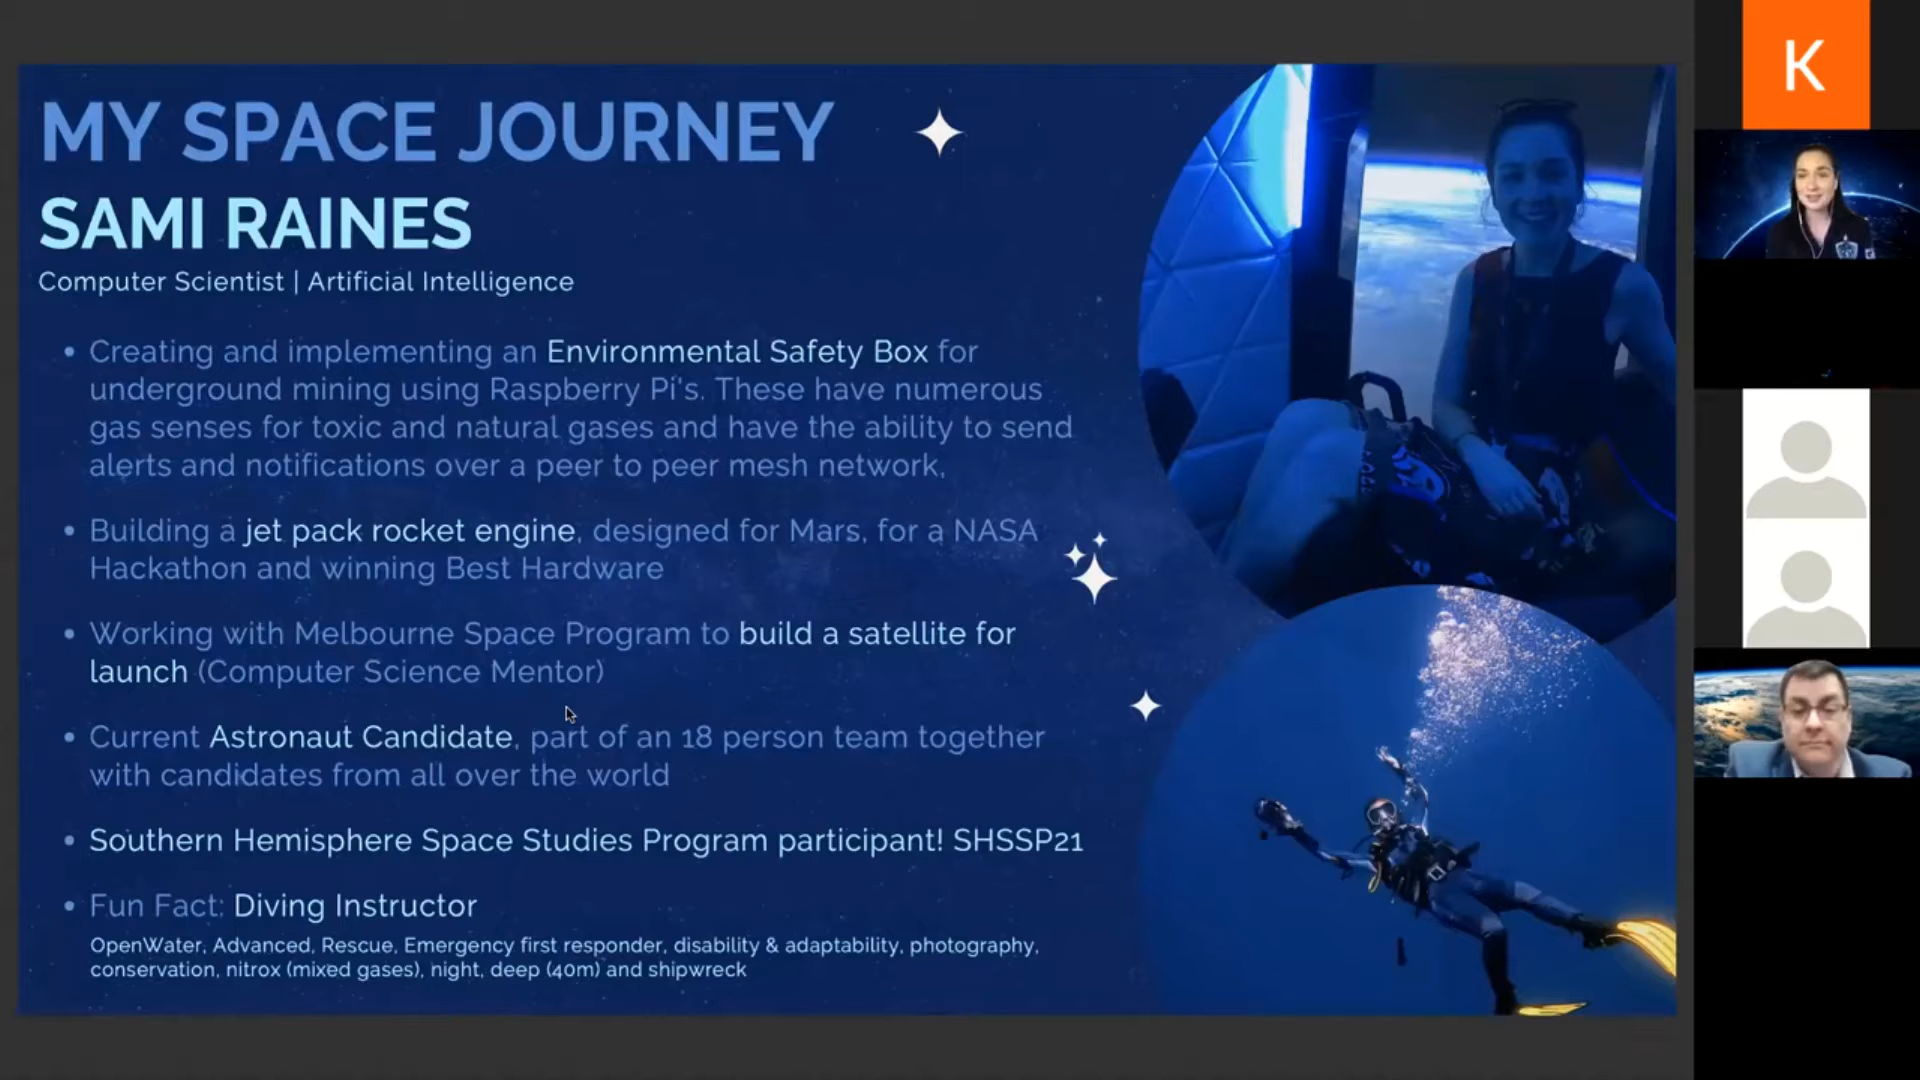 MY SPACE JOURNEY
SAMI RAINES
Computer Scientist | Artificial Intelligence
• Creating and implementing an Environmental Safety Box for
underground mining using Raspberry Pi's. These have numerous
gas senses for toxic and natural gases and have the ability to send
alerts and notifications over a peer to peer mesh network,
• Building a jet pack rocket engine, designed for Mars, for a NASA
Hackathon and winning Best Hardware
• Working with Melbourne Space Program to build a satellite for
launch (Computer Science Mentor)
• Current Astronaut Candidate, part of an 18 person team together
with candidates from all over the world
• Southern Hemisphere Space Studies Program participant! SHSSP21
• Fun Fact: Diving Instructor
OpenWater, Advanced, Rescue, Emergency first responder, disability & adaptability, photography,
conservation, nitrox (mixed gases), night, deep (40m) and shipwreck
K